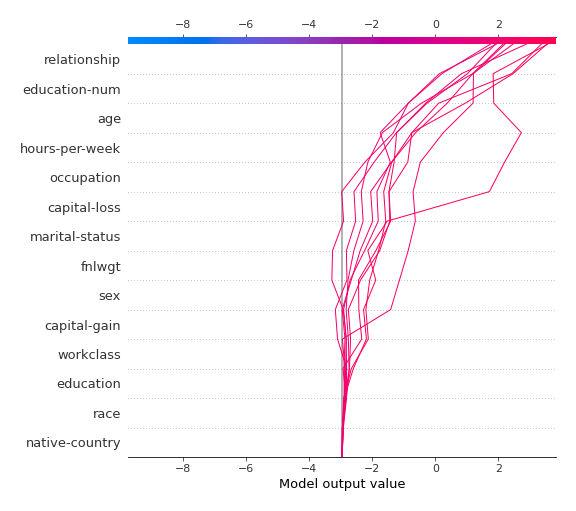 −8 −6 −4 −2 0 2
relationship
education-num
age
hours-per-week
occupation
capital-loss
marital-status
fnlwgt
sex
capital-gain
workclass
education
race
native-country
−8 −6 −4 −2 0 2
Model output value